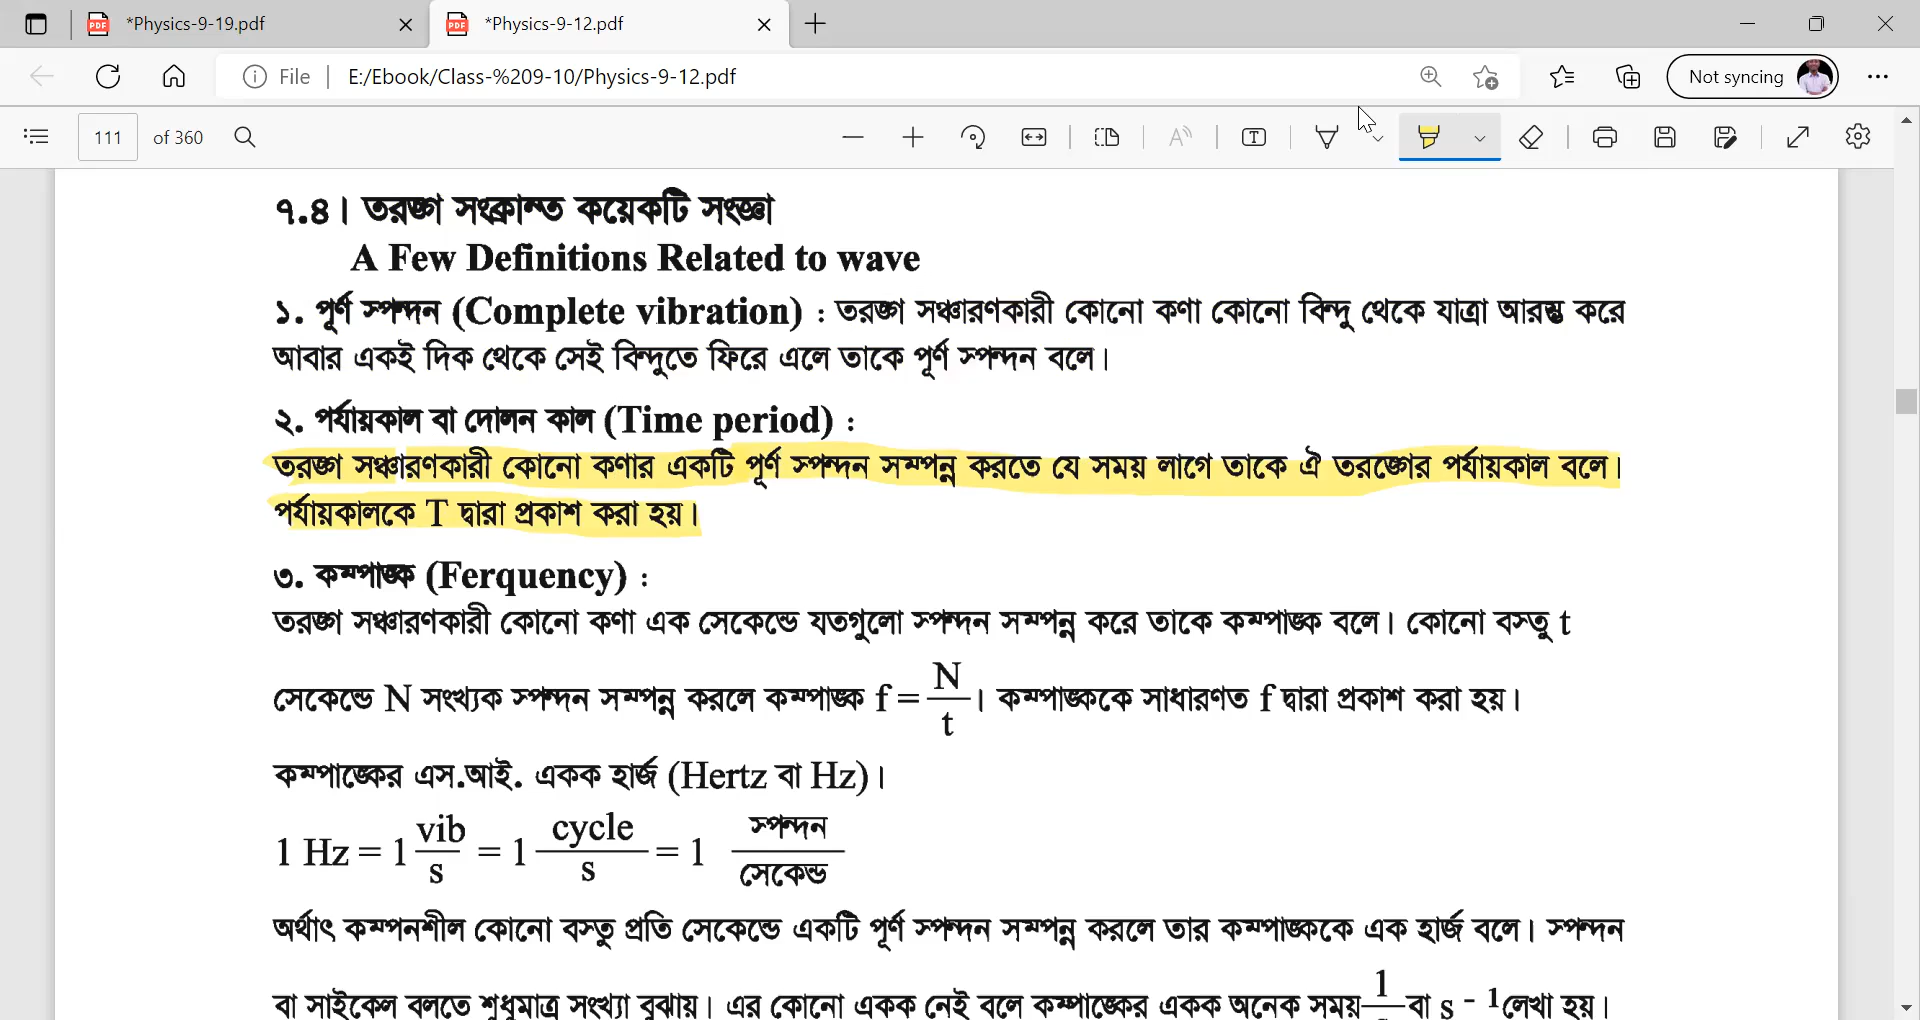 *Physics-9-19.pdf
*Physics-9-12.pdf
File
E:/Ebook/Class-%209-10/Physics-9-12.pdf
Not syncing
111 of 360
৭.৪। তরঙ্গ সংক্রান্ত কয়েকটি সংজ্ঞা
A Few Definitions Related to wave
১. পূর্ণ স্পন্দন (Complete vibration) : তরঙ্গ সঞ্চারণকারী কোনো কণা কোনো বিন্দু থেকে যাত্রা আরম্ভ করে
আবার একই দিক থেকে সেই বিন্দুতে ফিরে এলে তাকে পূর্ণ স্পন্দন বলে।
২. পর্যায়কাল বা দোলন কাল (Time period) :
তরঙ্গ সঞ্চারণকারী কোনো কণার একটি পূর্ণ স্পন্দন সম্পন্ন করতে যে সময় লাগে তাকে ঐ তরঙ্গের পর্যায়কাল বলে।
পর্যায়কালকে T দ্বারা প্রকাশ করা হয়।
৩. কম্পাঙ্ক (Ferquency) :
তরঙ্গ সঞ্চারণকারী কোনো কণা এক সেকেন্ডে যতগুলো স্পন্দন সম্পন্ন করে তাকে কম্পাঙ্ক বলে। কোনো বস্তু t
সেকেন্ডে N সংখ্যক স্পন্দন সম্পন্ন করলে কম্পাঙ্ক f = N/t। কম্পাঙ্ককে সাধারণত f দ্বারা প্রকাশ করা হয়।
কম্পাঙ্কের এস.আই. একক হার্জ (Hertz বা Hz)।
1 Hz = 1 vib/s = 1 cycle/s = 1 স্পন্দন/সেকেন্ড
অর্থাৎ কম্পনশীল কোনো বস্তু প্রতি সেকেন্ডে একটি পূর্ণ স্পন্দন সম্পন্ন করলে তার কম্পাঙ্ককে এক হার্জ বলে। স্পন্দন
বা সাইকেল বলতে শুধুমাত্র সংখ্যা বুঝায়। এর কোনো একক নেই বলে কম্পাঙ্কের একক অনেক সময় 1/s বা s - 1 লেখা হয়।